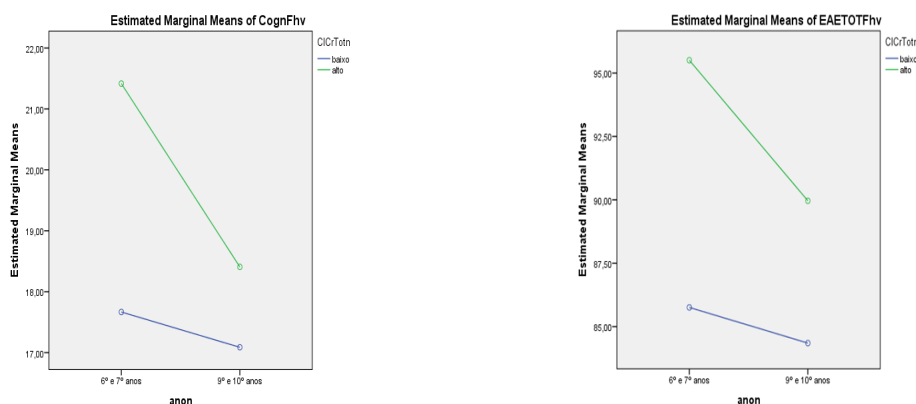 Estimated Marginal Means of CognFhv
CICrTotn
baixo
alto
22,00
21,00
20,00
19,00
18,00
17,00
Estimated Marginal Means
6º e 7º anos
9º e 10º anos
anon
Estimated Marginal Means of EAETOTFhv
CICrTotn
baixo
alto
95,00
92,50
90,00
87,50
85,00
Estimated Marginal Means
6º e 7º anos
9º e 10º anos
anon